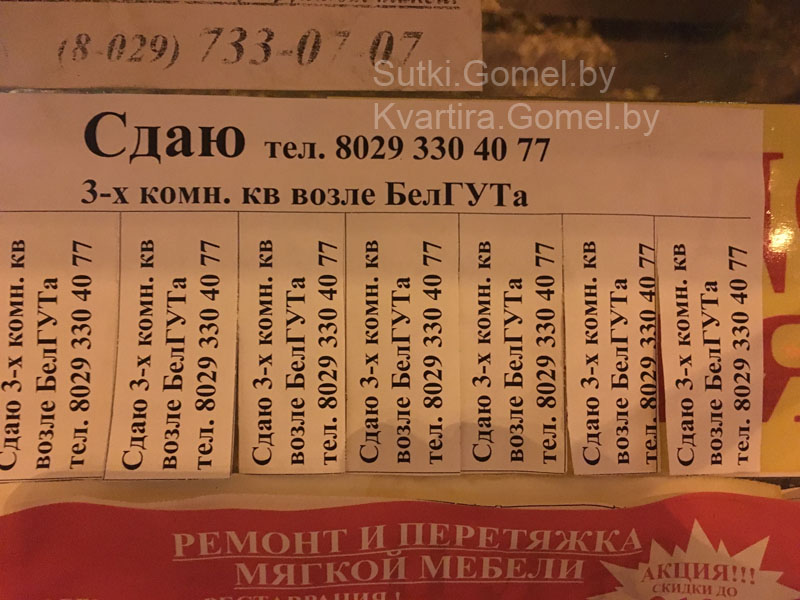 (8-029) 733-07-07
Sutki.Gomel.by
Kvartira.Gomel.by
Сдаю тел. 8029 330 40 77
3-х комн. кв возле БелГУТа
Сдаю 3-х комн. кв
возле БелГУТа
тел. 8029 330 40 77
Сдаю 3-х комн. кв
возле БелГУТа
тел. 8029 330 40 77
Сдаю 3-х комн. кв
возле БелГУТа
тел. 8029 330 40 77
Сдаю 3-х комн. кв
возле БелГУТа
тел. 8029 330 40 77
Сдаю 3-х комн. кв
возле БелГУТа
тел. 8029 330 40 77
Сдаю 3-х комн. кв
возле БелГУТа
тел. 8029 330 40 77
Сдаю 3-х комн. кв
возле БелГУТа
тел. 8029 330 40 77
РЕМОНТ И ПЕРЕТЯЖКА
МЯГКОЙ МЕБЕЛИ
АКЦИЯ!!!
СКИДКИ ДО